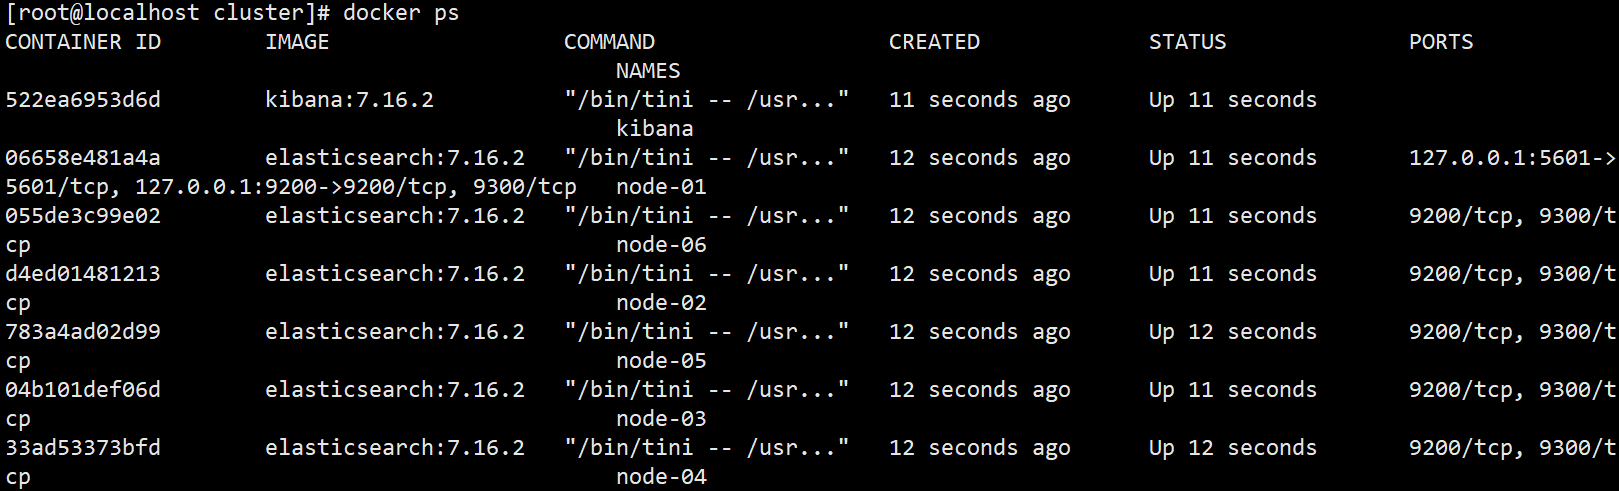 [root@localhost cluster]# docker ps
CONTAINER ID        IMAGE                  COMMAND                  CREATED             STATUS              PORTS
                                               NAMES
522ea6953d6d        kibana:7.16.2          "/bin/tini -- /usr..."   11 seconds ago      Up 11 seconds
                                               kibana
06658e481a4a        elasticsearch:7.16.2   "/bin/tini -- /usr..."   12 seconds ago      Up 11 seconds       127.0.0.1:5601->
5601/tcp, 127.0.0.1:9200->9200/tcp, 9300/tcp   node-01
055de3c99e02        elasticsearch:7.16.2   "/bin/tini -- /usr..."   12 seconds ago      Up 11 seconds       9200/tcp, 9300/t
cp                                             node-06
d4ed01481213        elasticsearch:7.16.2   "/bin/tini -- /usr..."   12 seconds ago      Up 11 seconds       9200/tcp, 9300/t
cp                                             node-02
783a4ad02d99        elasticsearch:7.16.2   "/bin/tini -- /usr..."   12 seconds ago      Up 12 seconds       9200/tcp, 9300/t
cp                                             node-05
04b101def06d        elasticsearch:7.16.2   "/bin/tini -- /usr..."   12 seconds ago      Up 11 seconds       9200/tcp, 9300/t
cp                                             node-03
33ad53373bfd        elasticsearch:7.16.2   "/bin/tini -- /usr..."   12 seconds ago      Up 12 seconds       9200/tcp, 9300/t
cp                                             node-04